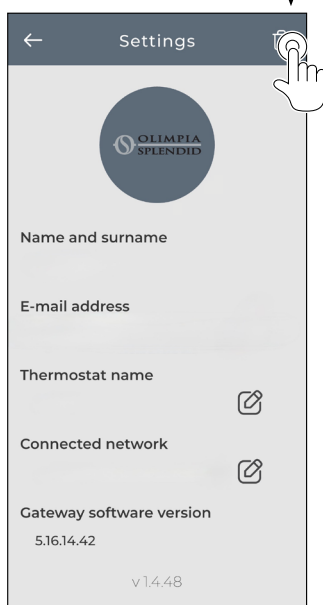 Settings
OLIMPIA
SPLENDID
Name and surname
E-mail address
Thermostat name
Connected network
Gateway software version
5.16.14.42
v 1.4.48